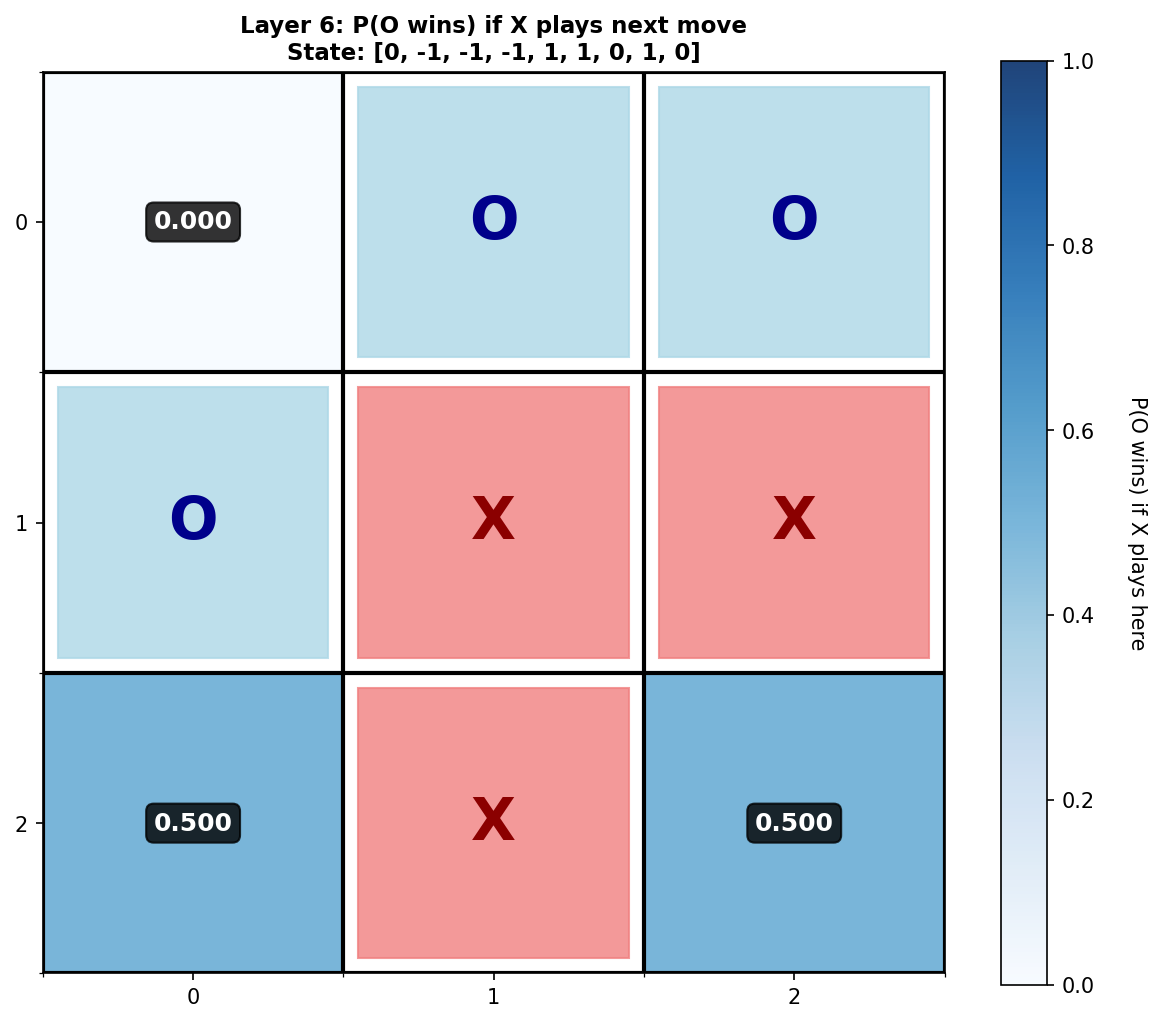 Layer 6: P(O wins) if X plays next move
State: [0, -1, -1, -1, 1, 1, 0, 1, 0]
0.000
O
O
O
X
X
0.500
X
0.500
0
1
2
0
1
2
1.0
0.8
0.6
0.4
0.2
0.0
P(O wins) if X plays here